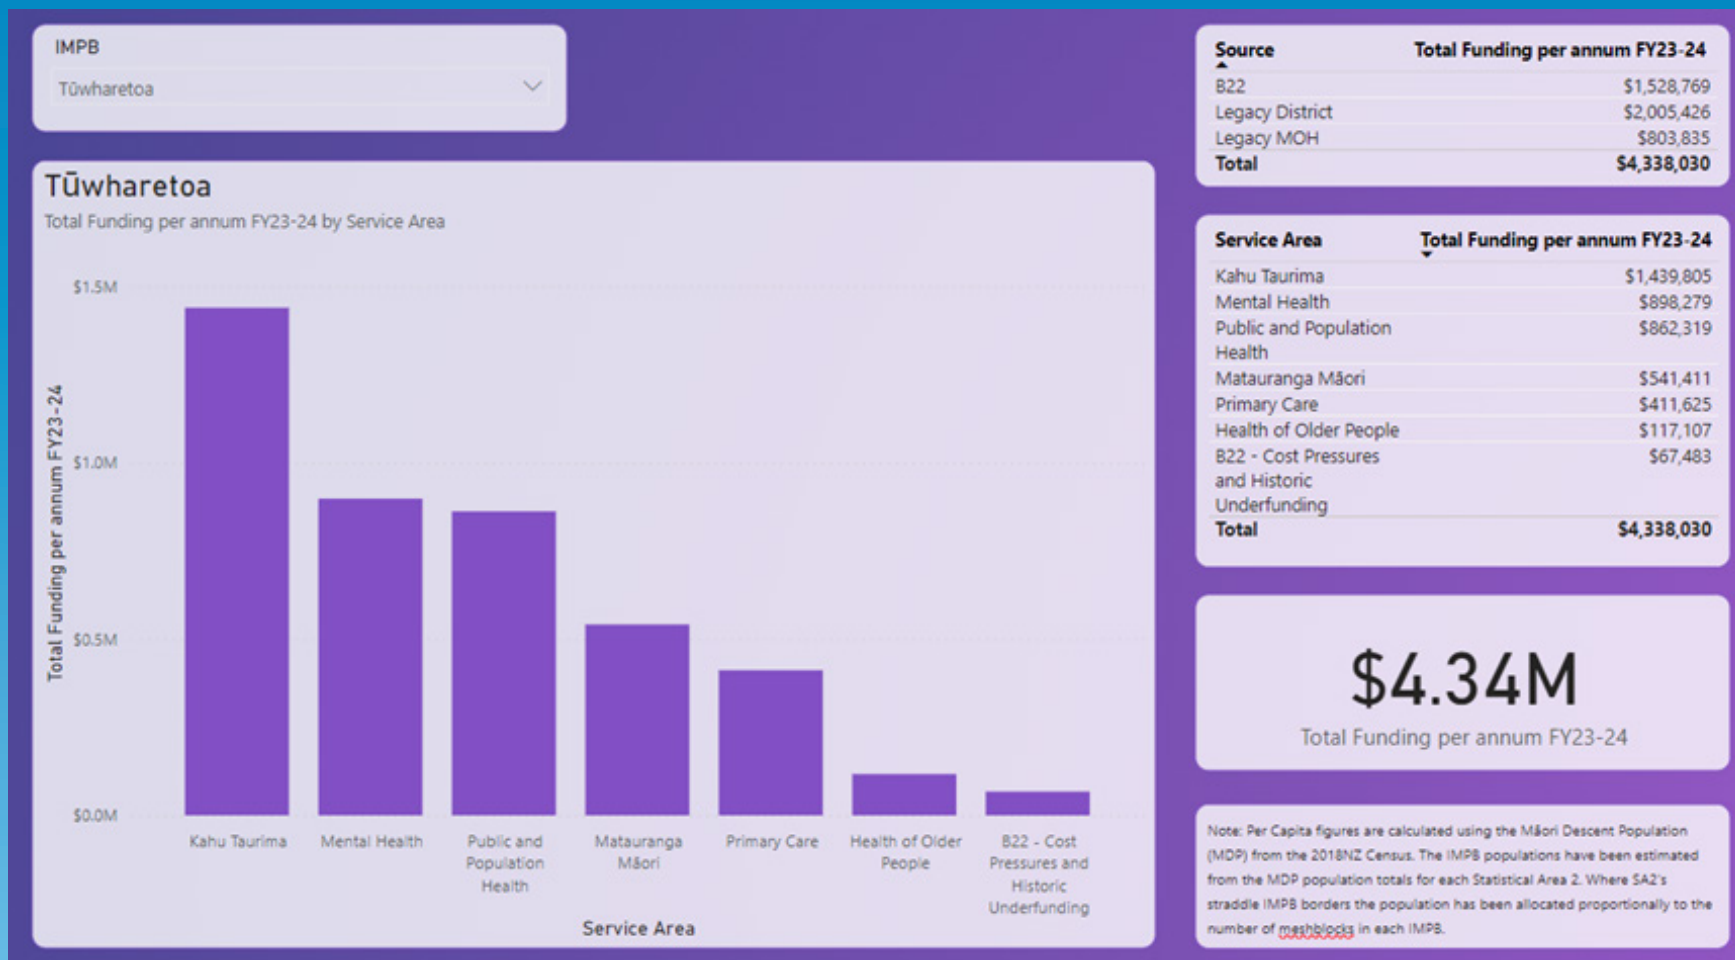 IMPB
Tūwharetoa
Tūwharetoa
Total Funding per annum FY23-24 by Service Area
Total Funding per annum FY23-24
$1.5M
$1.0M
$0.5M
$0.0M
Kahu Taurima
Mental Health
Public and
Population
Health
Matauranga
Māori
Primary Care
Health of Older
People
B22 - Cost
Pressures and
Historic
Underfunding
Service Area
Source Total Funding per annum FY23-24
B22 $1,528,769
Legacy District $2,005,426
Legacy MOH $803,835
Total $4,338,030
Service Area Total Funding per annum FY23-24
Kahu Taurima $1,439,805
Mental Health $898,279
Public and Population $862,319
Health
Matauranga Māori $541,411
Primary Care $411,625
Health of Older People $117,107
B22 - Cost Pressures $67,483
and Historic
Underfunding
Total $4,338,030
$4.34M
Total Funding per annum FY23-24
Note: Per Capita figures are calculated using the Māori Descent Population
(MDP) from the 2018NZ Census. The IMPB populations have been estimated
from the MDP population totals for each Statistical Area 2. Where SA2's
straddle IMPB borders the population has been allocated proportionally to the
number of meshblocks in each IMPB.